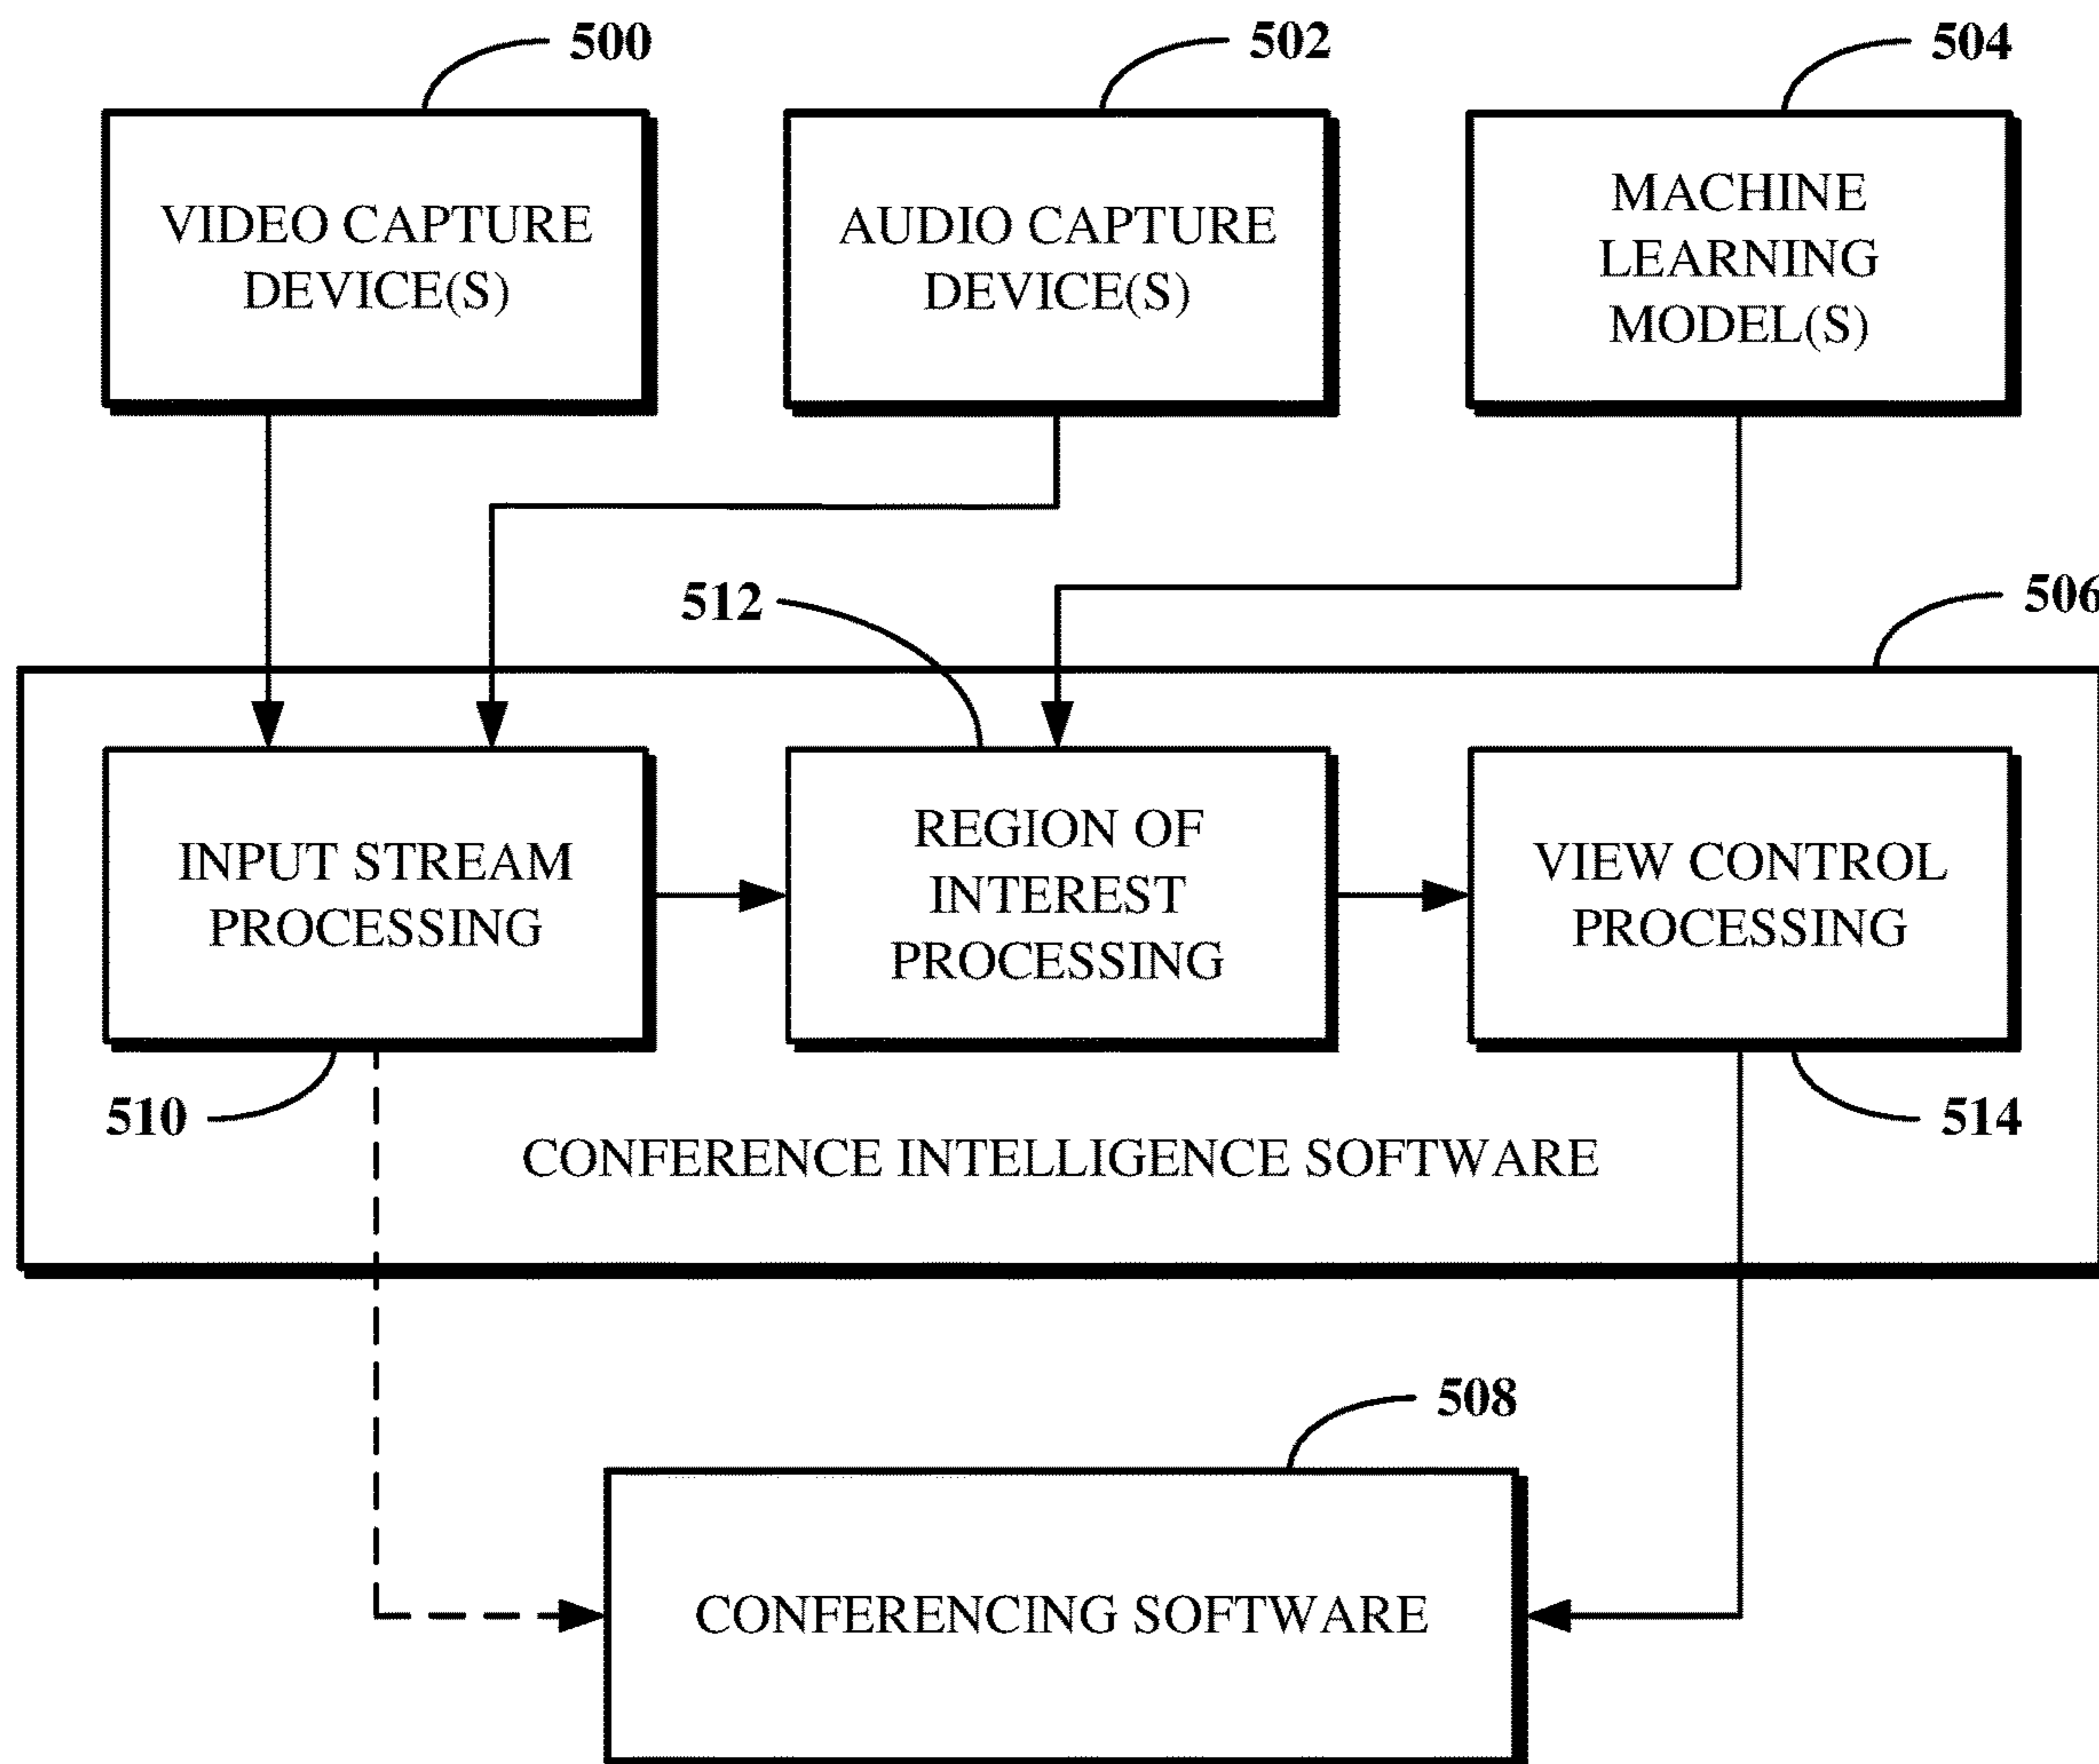 500
502
504
VIDEO CAPTURE
DEVICE(S)
AUDIO CAPTURE
DEVICE(S)
MACHINE
LEARNING
MODEL(S)
512
506
INPUT STREAM
PROCESSING
REGION OF
INTEREST
PROCESSING
VIEW CONTROL
PROCESSING
510
514
CONFERENCE INTELLIGENCE SOFTWARE
508
CONFERENCING SOFTWARE